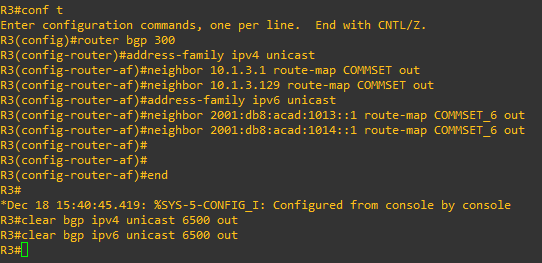 R3#conf t
Enter configuration commands, one per line.  End with CNTL/Z.
R3(config)#router bgp 300
R3(config-router)#address-family ipv4 unicast
R3(config-router-af)#neighbor 10.1.3.1 route-map COMMSET out
R3(config-router-af)#neighbor 10.1.3.129 route-map COMMSET out
R3(config-router-af)#address-family ipv6 unicast
R3(config-router-af)#neighbor 2001:db8:acad:1013::1 route-map COMMSET_6 out
R3(config-router-af)#neighbor 2001:db8:acad:1014::1 route-map COMMSET_6 out
R3(config-router-af)#
R3(config-router-af)#
R3(config-router-af)#end
R3#
*Dec 18 15:40:45.419: %SYS-5-CONFIG_I: Configured from console by console
R3#clear bgp ipv4 unicast 6500 out
R3#clear bgp ipv6 unicast 6500 out
R3#